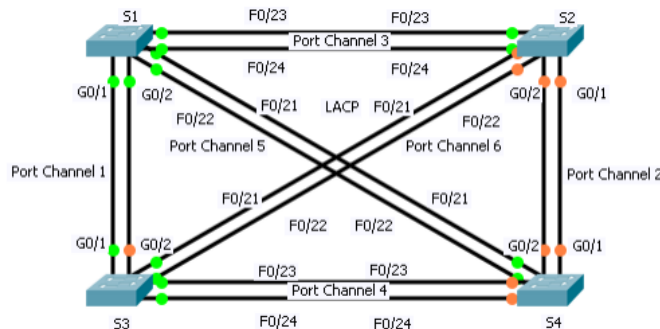 S1
F0/23
F0/23
S2
Port Channel 3
F0/24
F0/24
G0/1
G0/2
G0/2
G0/1
F0/21
LACP
F0/21
F0/22
F0/22
Port Channel 5
Port Channel 6
Port Channel 1
Port Channel 2
F0/21
F0/21
F0/22
F0/22
G0/1
G0/2
G0/2
G0/1
F0/23
F0/23
Port Channel 4
S3
F0/24
F0/24
S4